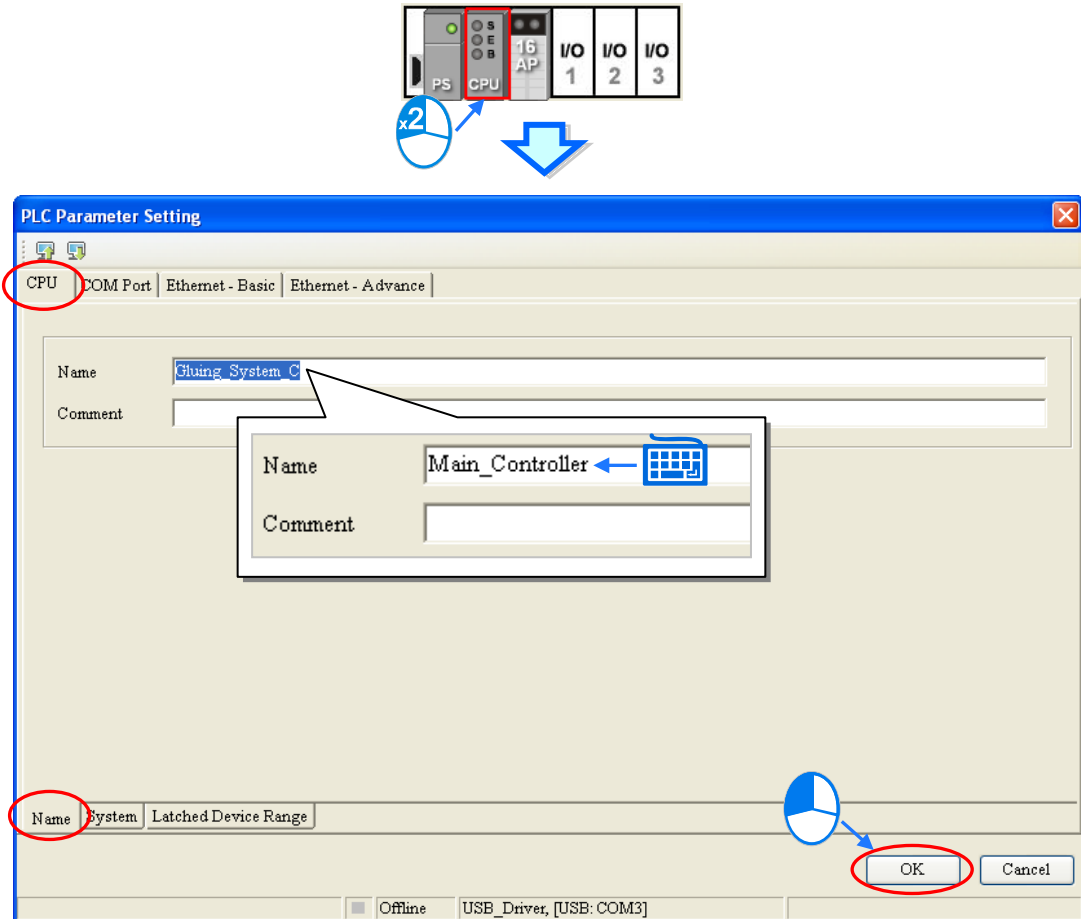 S
E
B
16
AP
I/O
1
I/O
2
I/O
3
PS
CPU
x2
PLC Parameter Setting
CPU
COM Port
Ethernet - Basic
Ethernet - Advance
Name
Gluing_System_C
Comment
Name
Main_Controller
Comment
Name
System
Latched Device Range
OK
Cancel
Offline
USB_Driver, [USB: COM3]